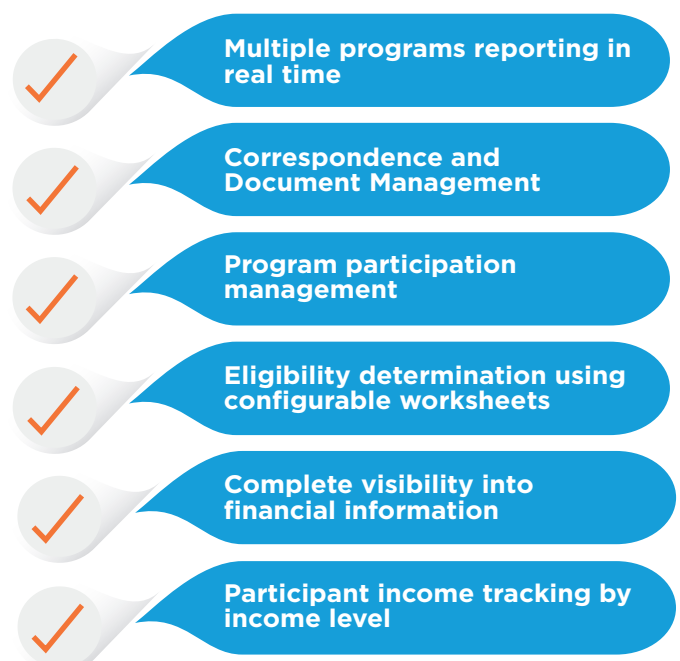 Multiple programs reporting in
real time
Correspondence and
Document Management
Program participation
management
Eligibility determination using
configurable worksheets
Complete visibility into
financial information
Participant income tracking by
income level